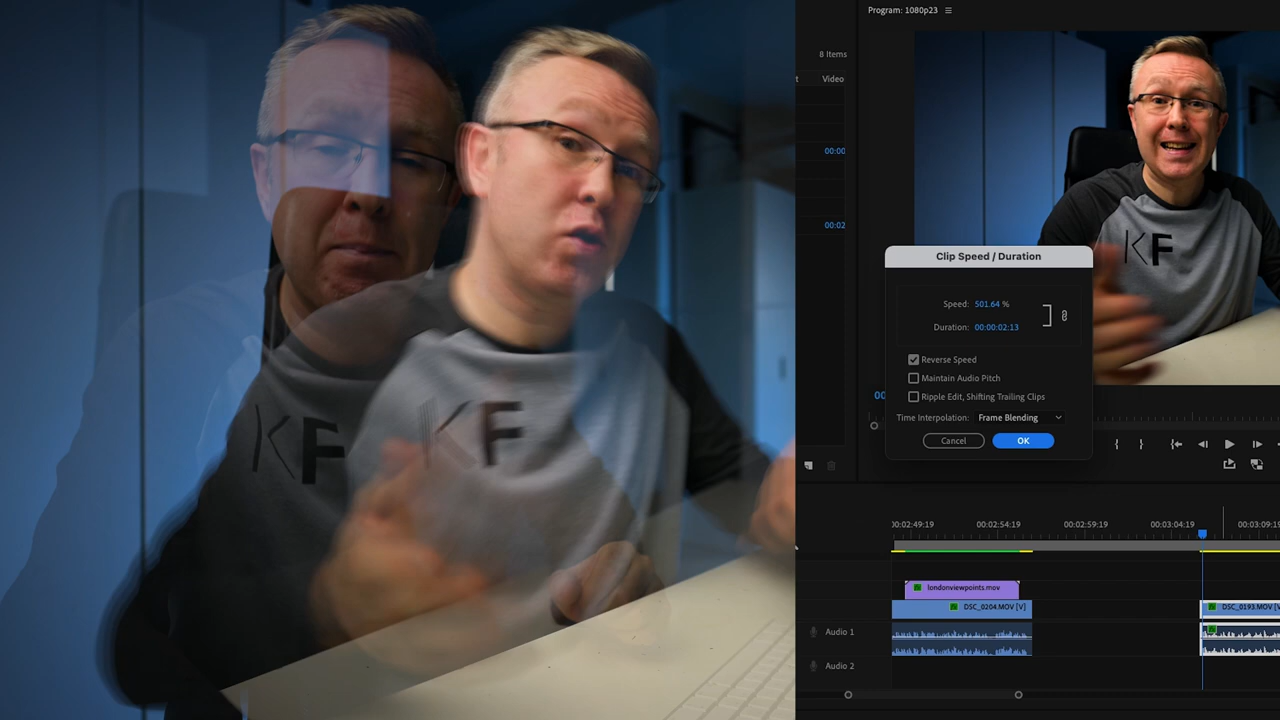 KF
KF
Program: 1080p23
8 Items
Video
00:00
00:02
KF
Clip Speed / Duration
Speed: 501.64 %
Duration: 00:00:02:13
Reverse Speed
Maintain Audio Pitch
Ripple Edit, Shifting Trailing Clips
Time Interpolation: Frame Blending
Cancel OK
00
00:02:49:19 00:02:54:19 00:02:59:19 00:03:04:19 00:03:09:19
londonviewpoints.mov
DSC_0204.MOV [V] DSC_0193.MOV [V
Audio 1
Audio 2